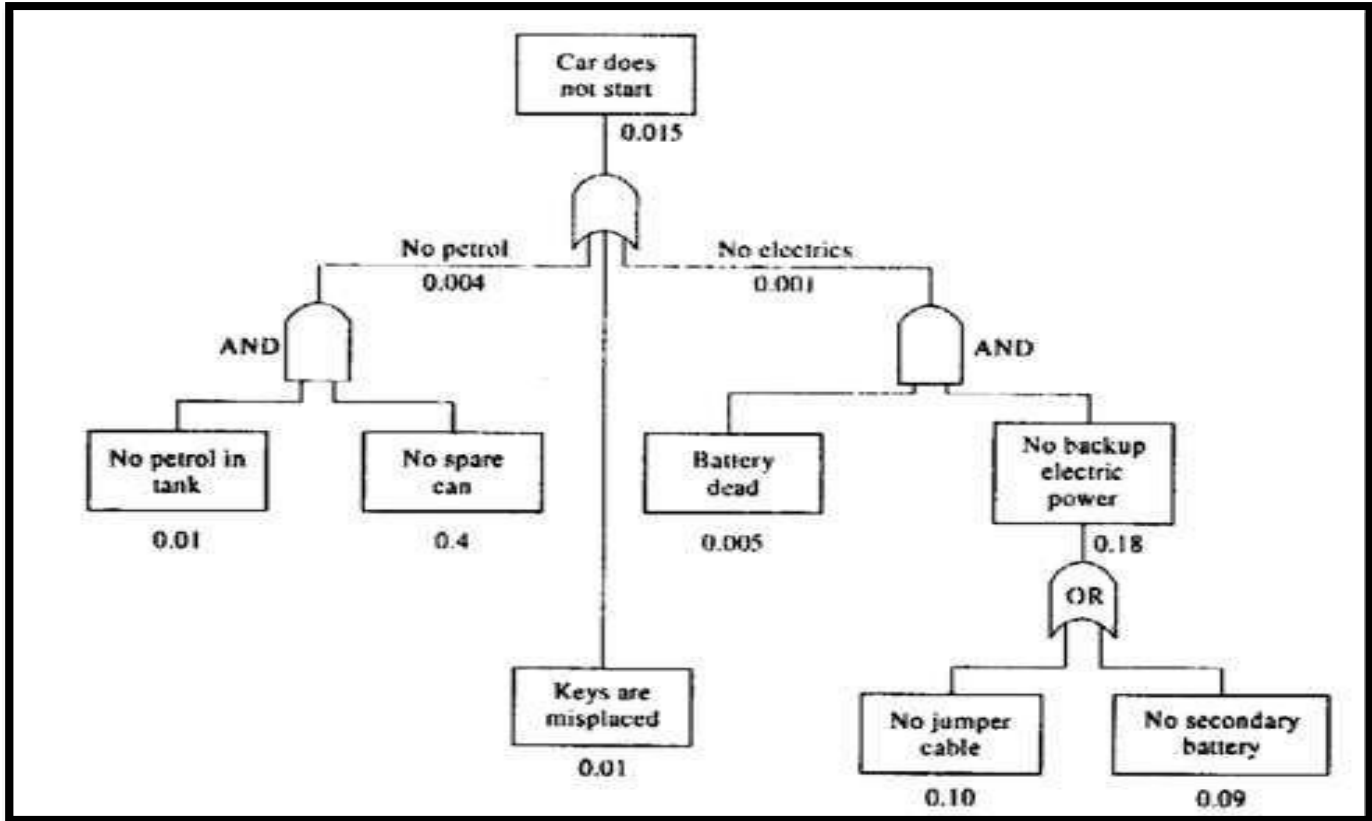 Car does
not start
0.015
No petrol
0.004
No electrics
0.001
AND
AND
No petrol in
tank
0.01
No spare
can
0.4
Battery
dead
0.005
No backup
electric
power
0.18
OR
Keys are
misplaced
0.01
No jumper
cable
0.10
No secondary
battery
0.09